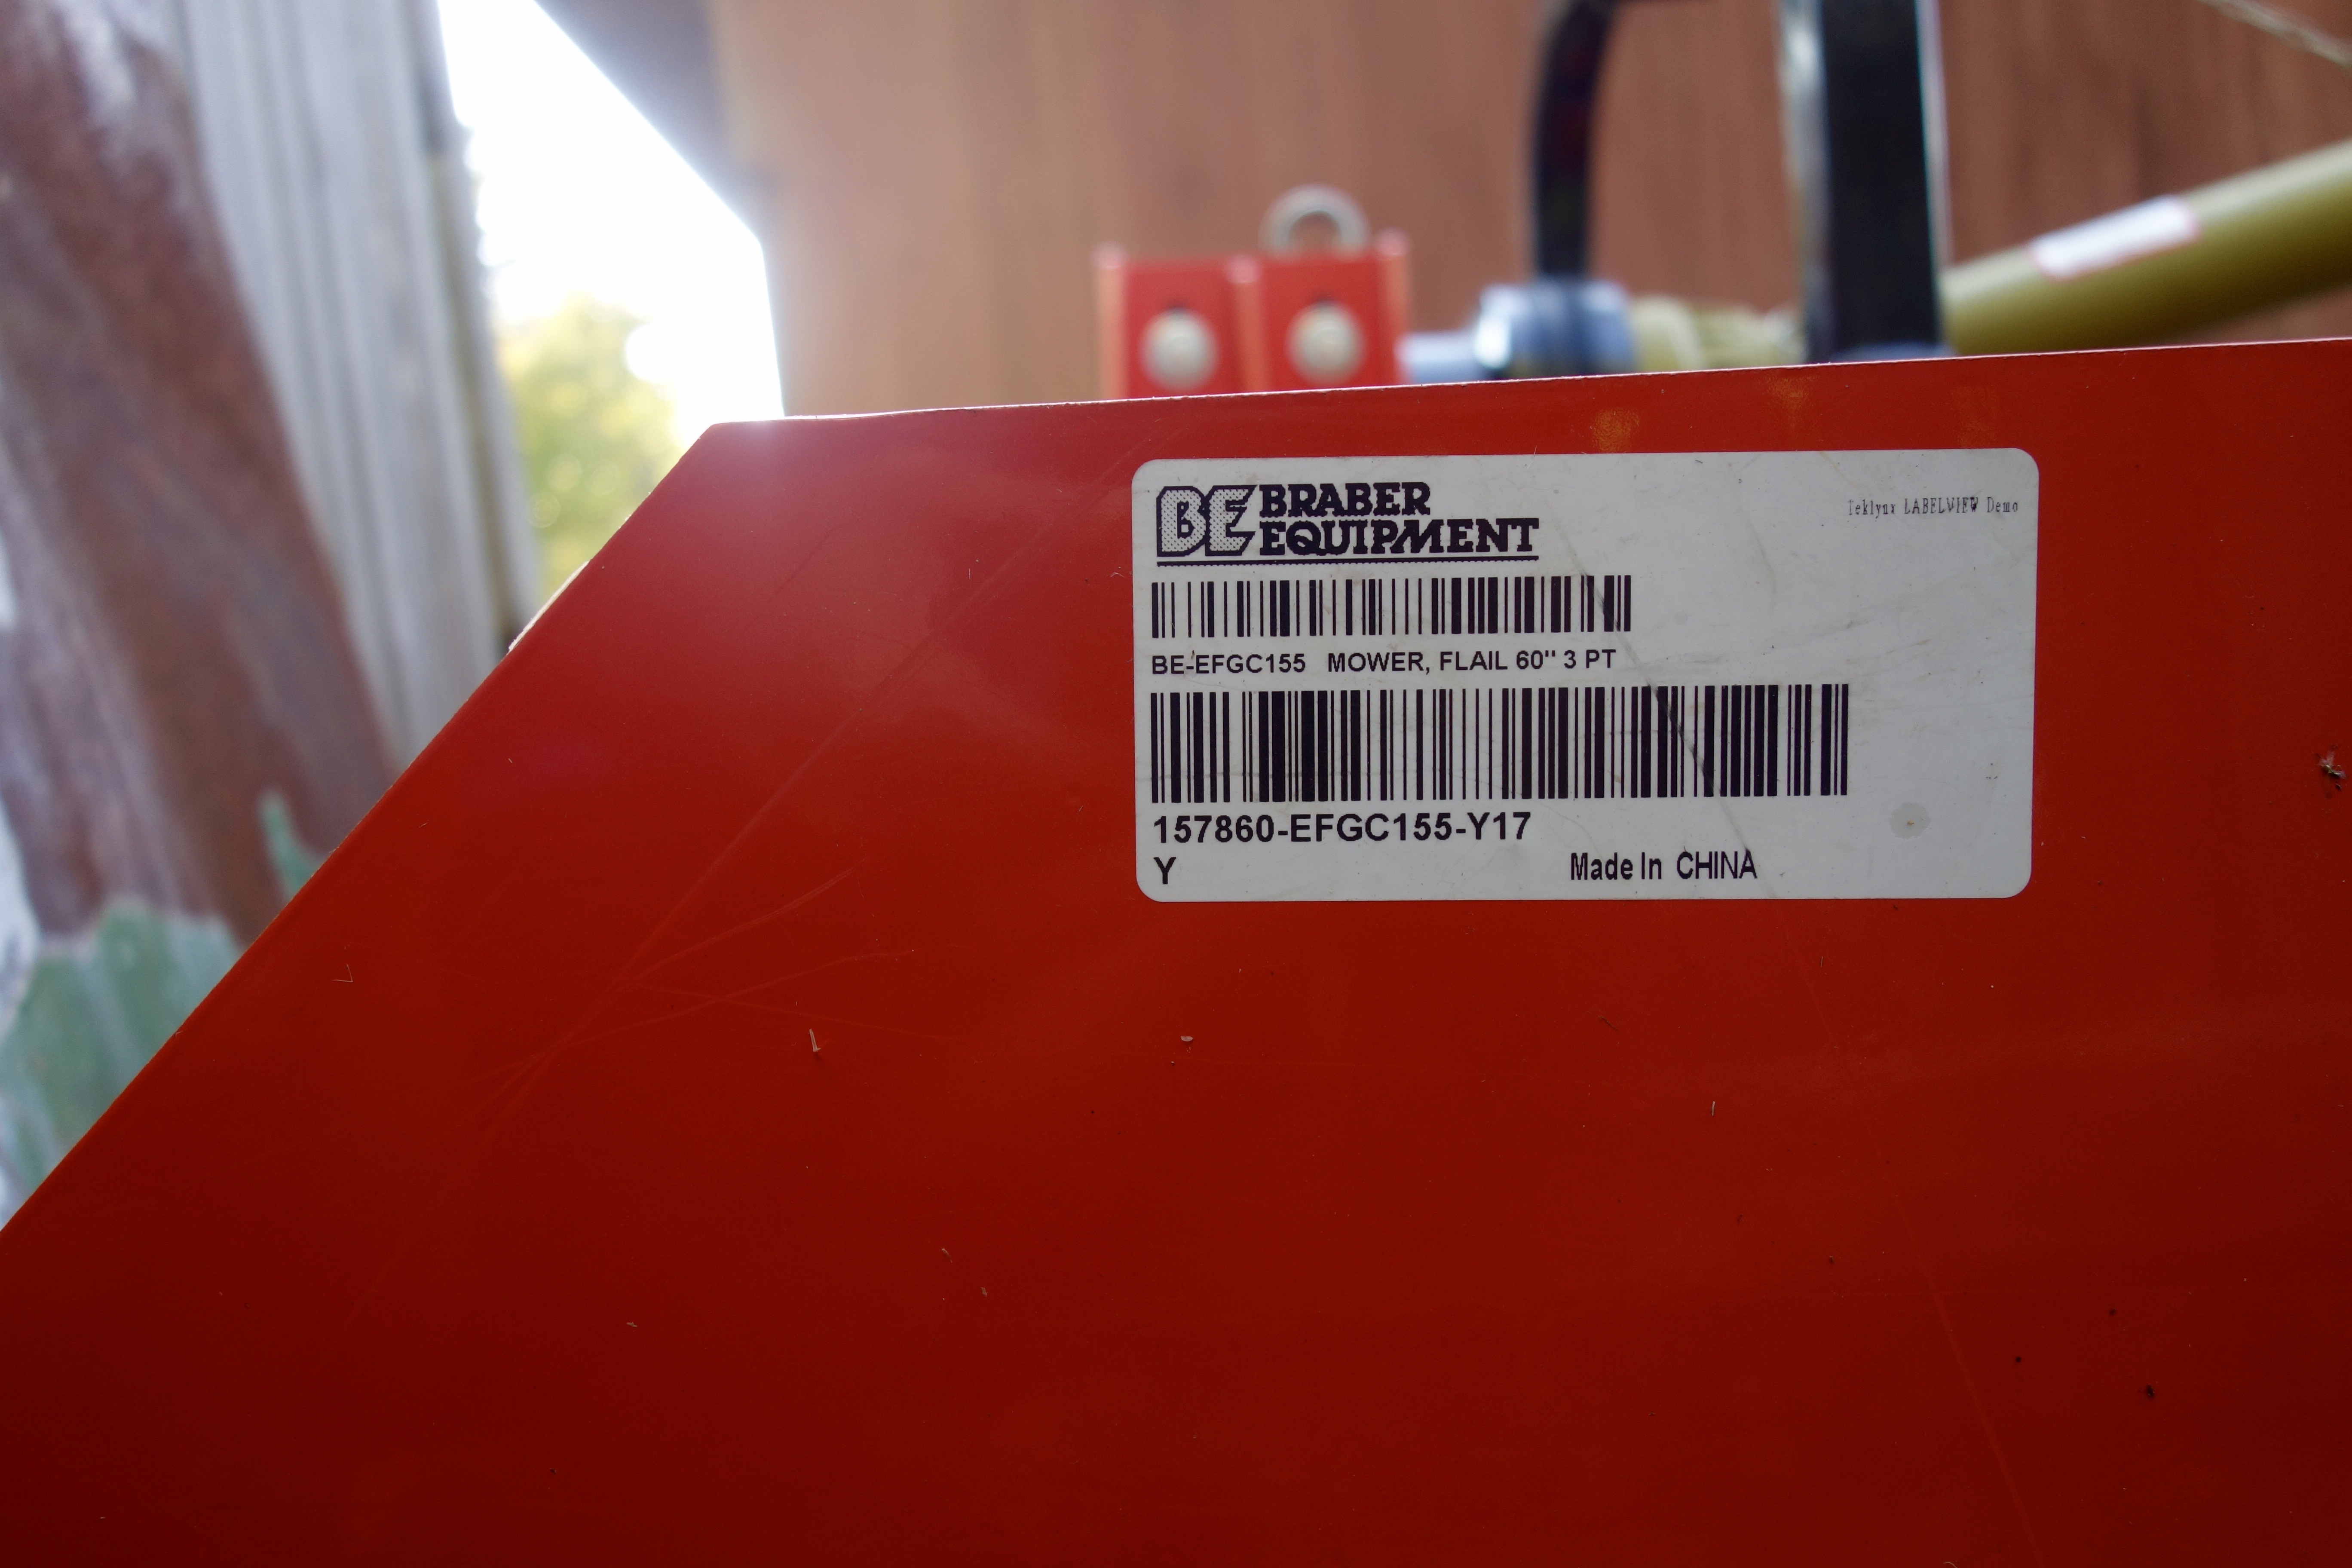 BE BRABER
EQUIPMENT
Teklynx LABELVIEW Demo
BE-EFGC155 MOWER, FLAIL 60" 3 PT
157860-EFGC155-Y17
Y
Made In CHINA